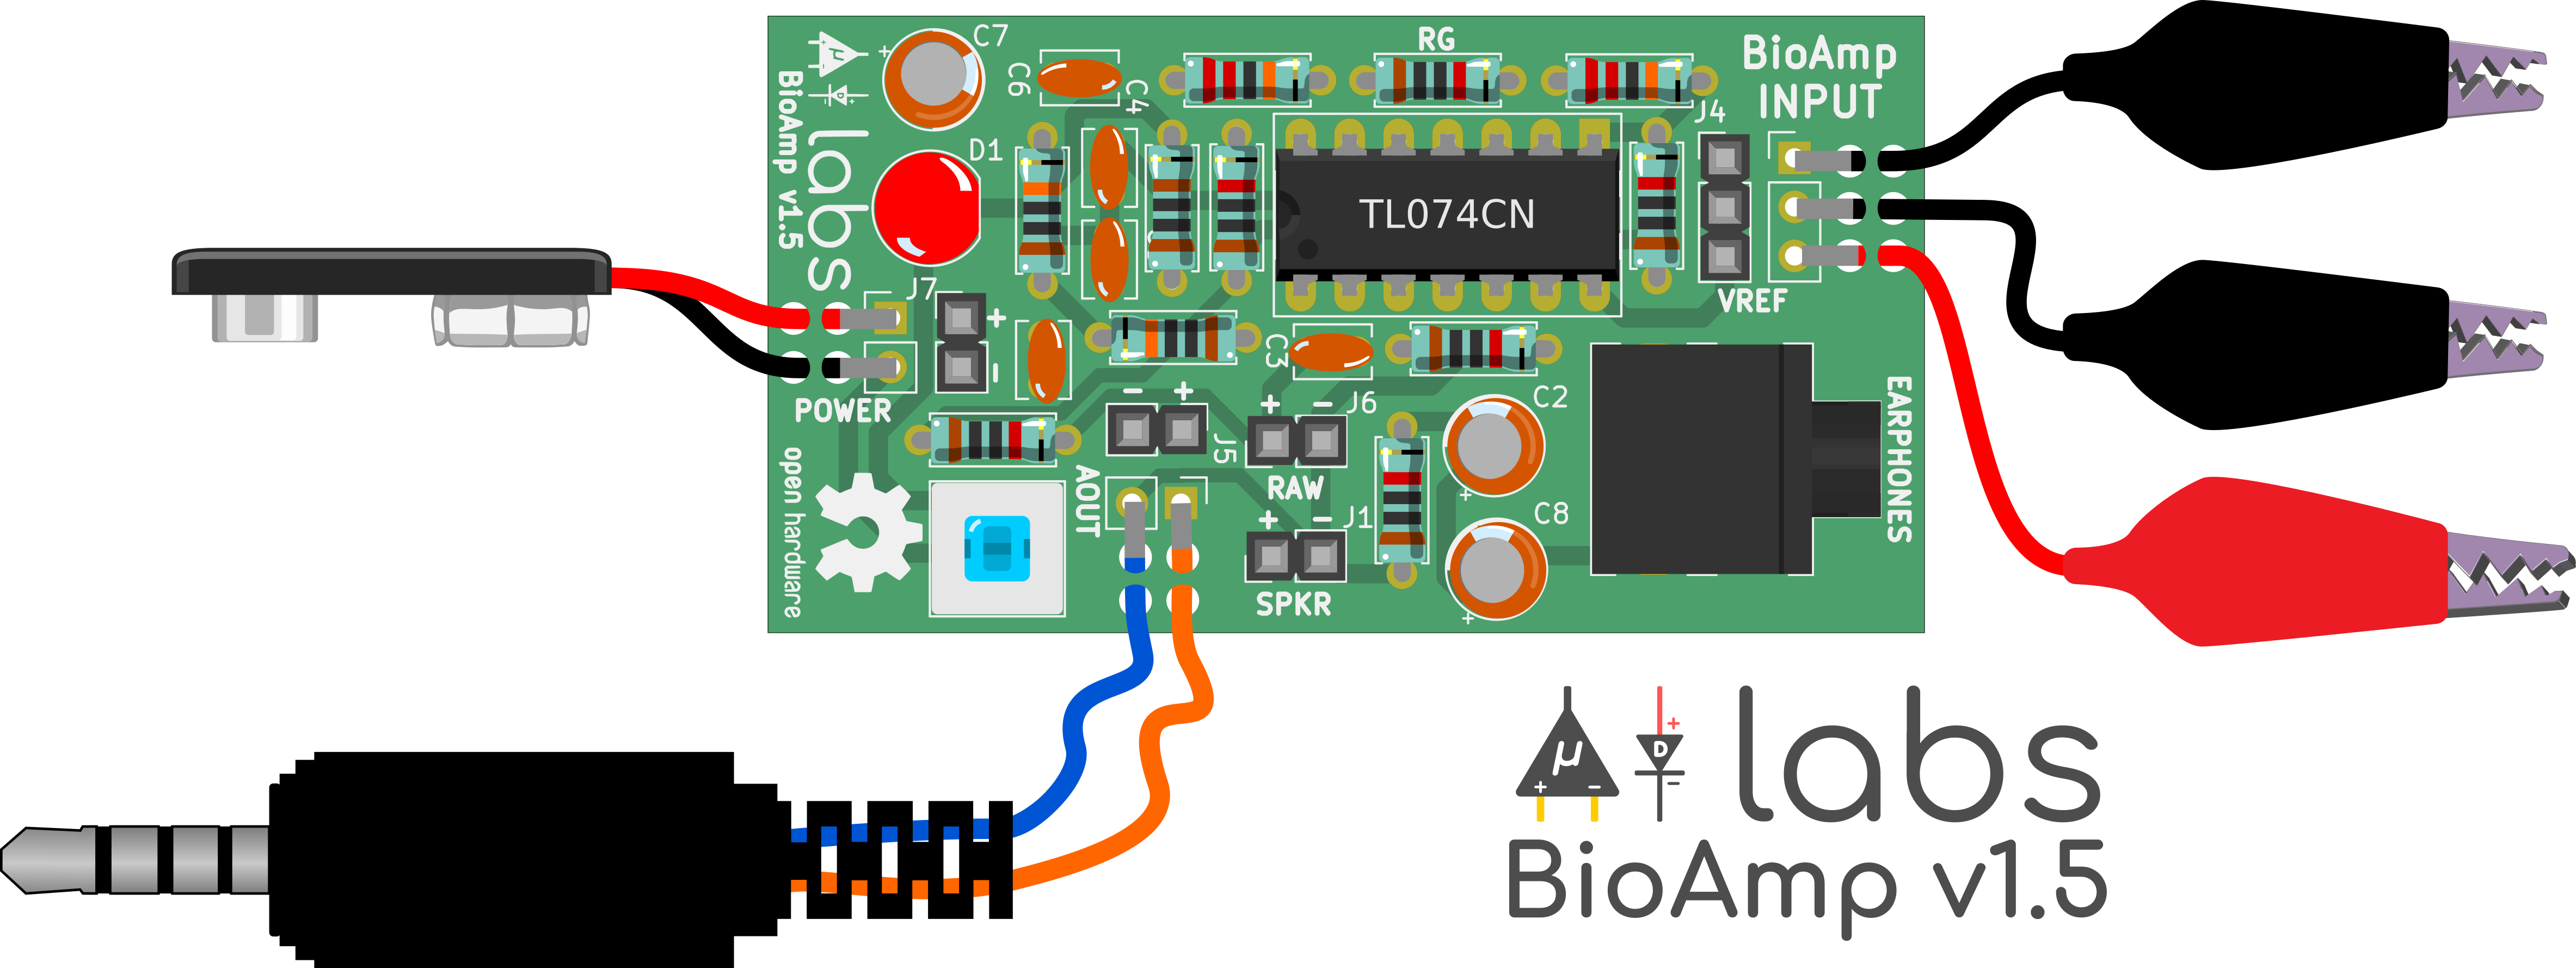 C7
C6
C4
RG
BioAmp
INPUT
J4
μ
D
labs
BioAmp v1.5
D1
TL074CN
VREF
J7
+
-
POWER
C3
- +
J5
AOUT
+ - J6
RAW
+ - J1
SPKR
C2
+
C8
+
EARPHONES
open hardware
μ
+ -
D
+
-
labs
BioAmp v1.5